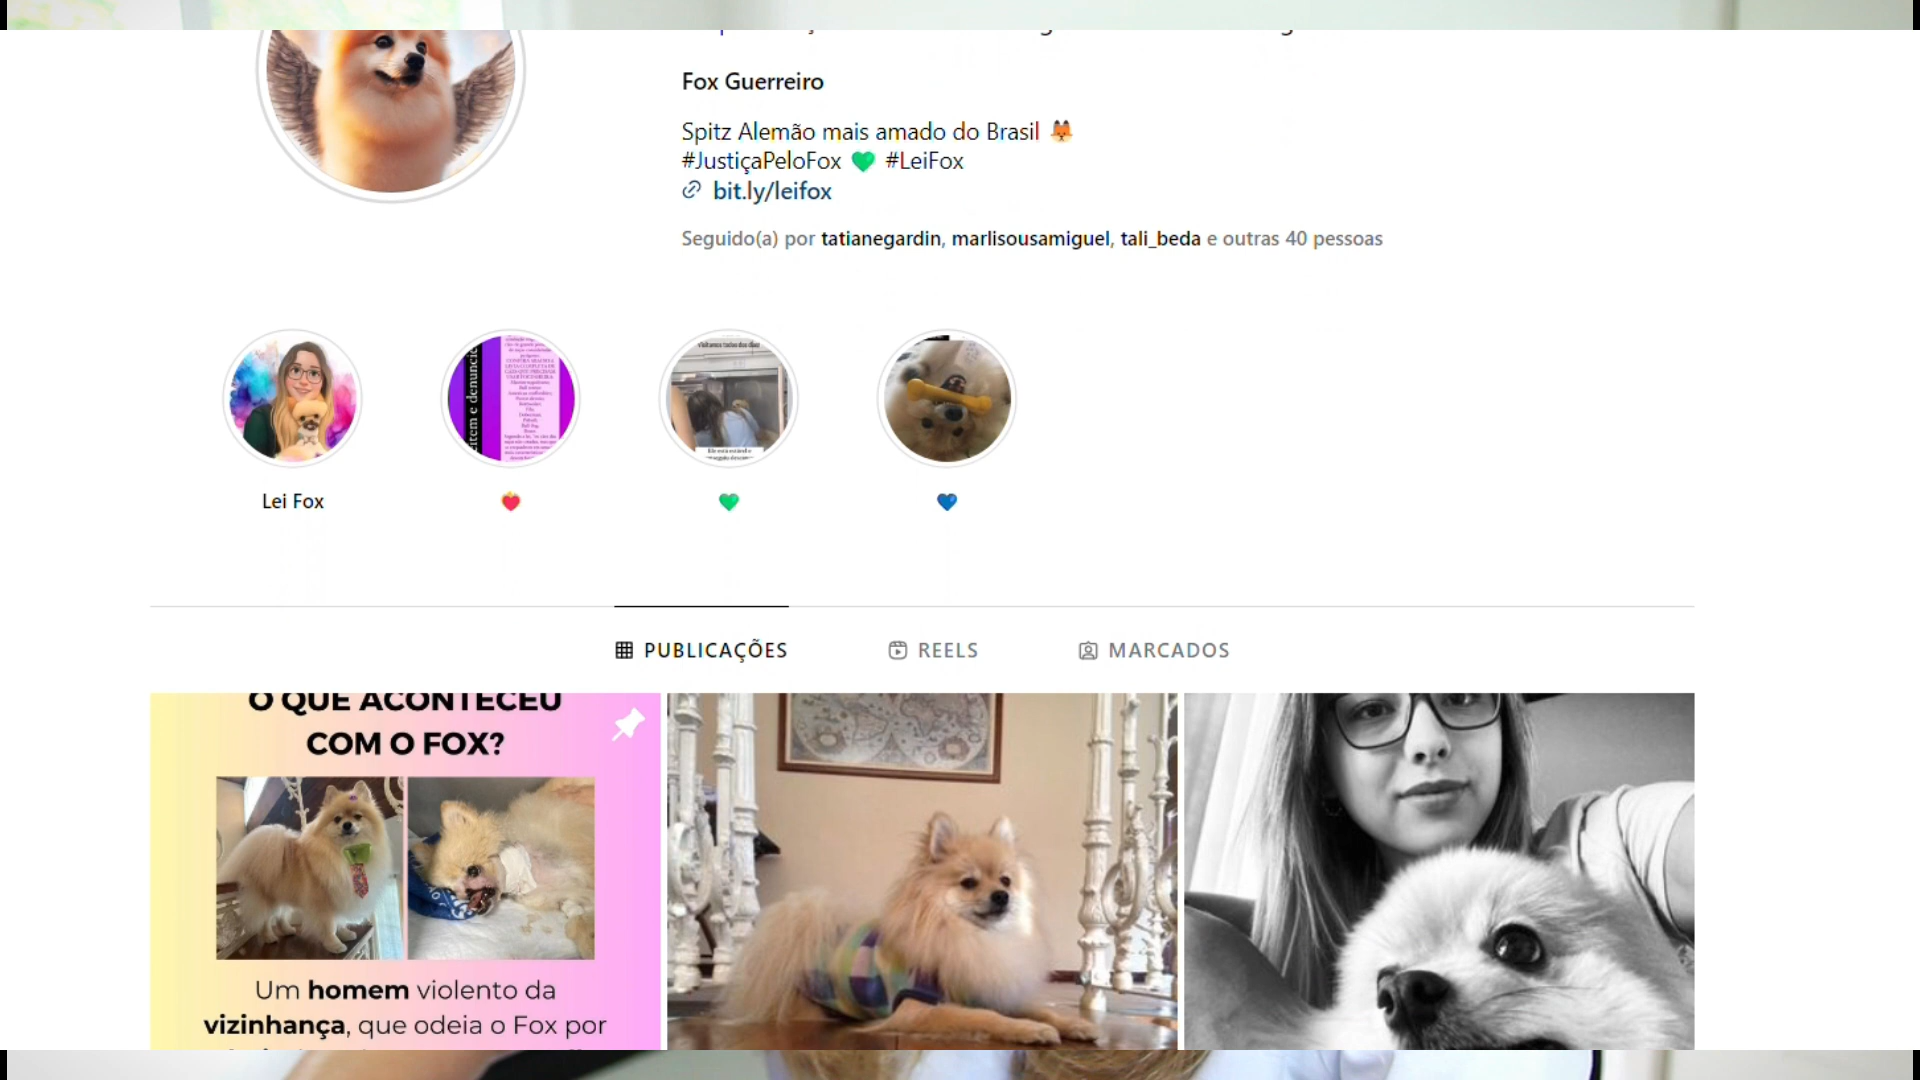 Fox Guerreiro
Spitz Alemão mais amado do Brasil 🦊
#JustiçaPeloFox 💚 #LeiFox
bit.ly/leifox
Seguido(a) por tatianegardin, marlisousamiguel, tali_beda e outras 40 pessoas
Lei Fox
PUBLICAÇÕES
REELS
MARCADOS
O QUE ACONTECEU
COM O FOX?
Um homem violento da
vizinhança, que odeia o Fox por